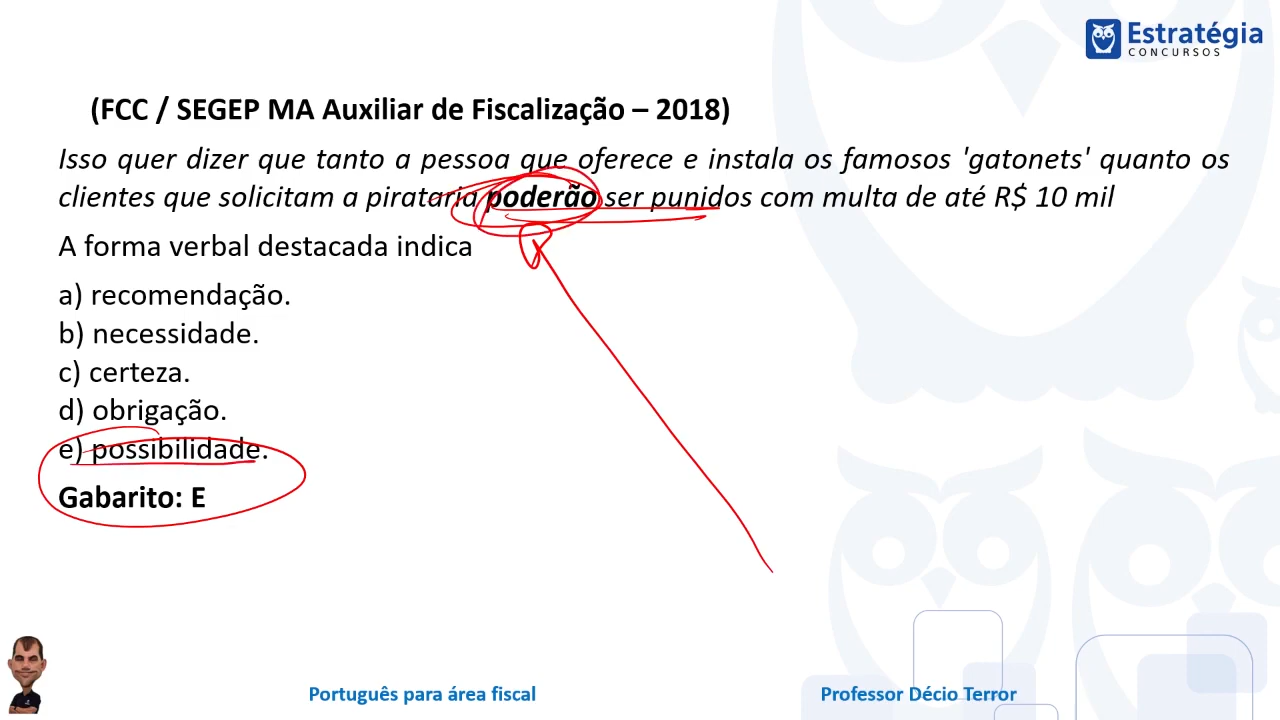 Estratégia
CONCURSOS
(FCC / SEGEP MA Auxiliar de Fiscalização – 2018)
Isso quer dizer que tanto a pessoa que oferece e instala os famosos 'gatonets' quanto os
clientes que solicitam a pirataria poderão ser punidos com multa de até R$ 10 mil
A forma verbal destacada indica
a) recomendação.
b) necessidade.
c) certeza.
d) obrigação.
e) possibilidade.
Gabarito: E
Português para área fiscal
Professor Décio Terror